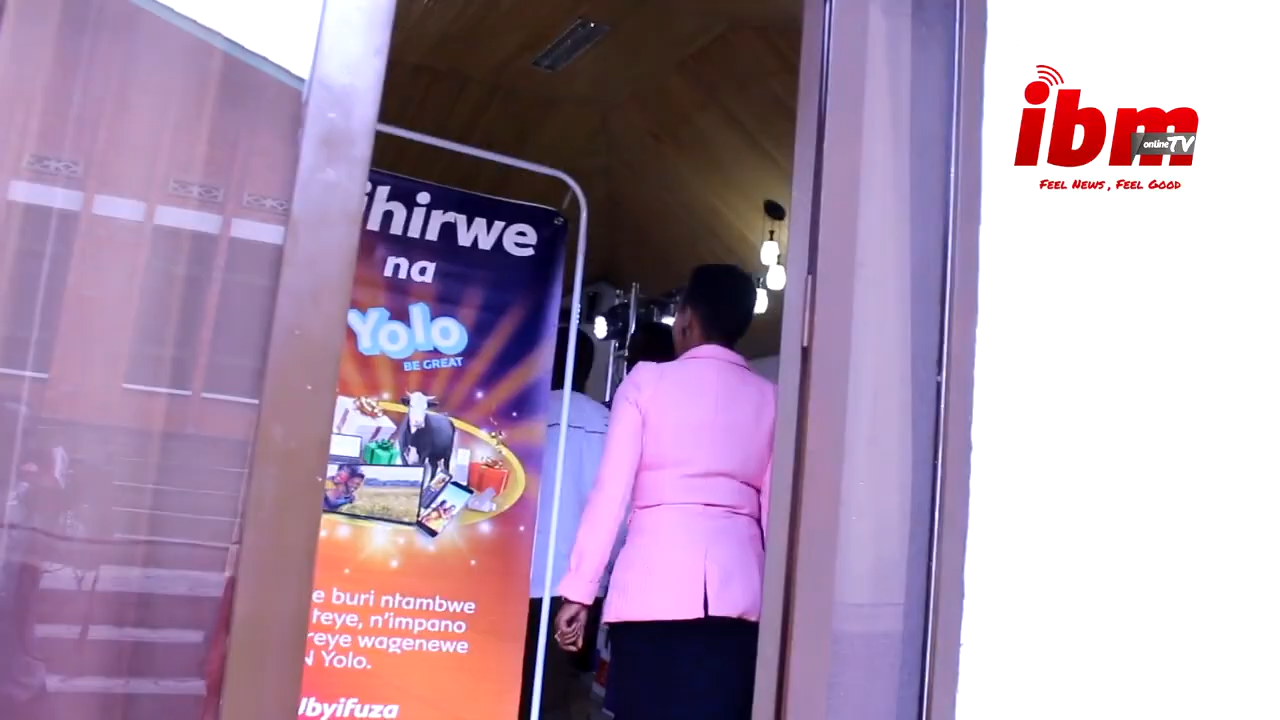 ihirwe
na
Yolo
BE GREAT
e buri ntambwe
teye, n'impano
reye wagenewe
N Yolo.
Ubyifuza
ibm
online TV
FEEL NEWS, FEEL GOOD